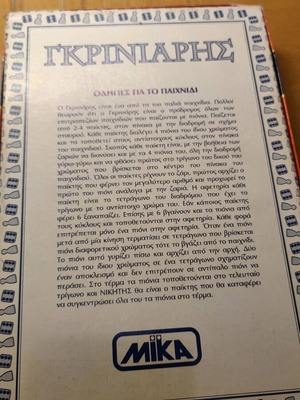 ΓΚΡΙΝΙΑΡΗΣ
ΟΔΗΓΙΕΣ ΓΙΑ ΤΟ ΠΑΙΧΝΙΔΙ
Ο Γκρινιάρης, είναι ένα από τα πιο παλιά παιχνίδια. Πολλοί
θεωρούν ότι ο Γκρινιάρης είναι ο πρόδρομος όλων των
επιτραπεζίων παιχνιδιών που παίζονται με πιόνια. Παίζεται
από 2-4 παίκτες, στον πίνακα με την διαδρομή σε σχήμα
σταυρού. Κάθε παίκτης διαλέγει 4 πιόνια του ιδιου χρώματος
και τα τοποθετεί στους αντίστοιχους κύκλους στον πίνακα
του παιχνιδιού. Σκοπός κάθε παίκτη είναι, με την βοήθεια των
ζαριών να διανύσει και με τα 4 πιόνια του, όλη την διαδρομή
γύρω-γύρω και να φθάσει πρώτος στα τρίγωνο του δικού του
χρώματος που βρίσκεται στο κέντρο του πίνακα του
παιχνιδιού. Όλοι οι παίκτες ρίχνουν το ζάρι, πρώτος αρχίζει ο
παίκτης που φέρνει τον μεγαλύτερο αριθμό και προχωρεί το
πρώτο του πιόνι ανάλογα με την ζαριά. Η αφετηρία κάθε
παίκτη είναι το τετράγωνο του διαδρόμου που έχει το
τρίγωνο με το αντίστοιχο χρώμα του. Εάν κάποιος παίκτης
φέρει 6 ξαναπαίζει. Επίσης με 6 βγαίνουν και τα πιόνια από
τους κύκλους και τοποθετούνται στην αφετηρία. Κάθε φορά
επιτρέπεται μόνο ένα πιόνι στην αφετηρία. Όταν ένα πιόνι
μετά από μία κίνηση τερματίσει σε τετράγωνο που βρίσκεται
πιόνι διαφορετικού χρώματος τότε το βγάζει από το παιχνίδι.
Το πιόνι αυτό γυρίζει πίσω και αρχίζει από την αρχή. Δύο
πιόνια του ιδιου χρώματος σε ένα τετράγωνο σχηματίζουν
έναν αποκλεισμό και δεν επιτρέπουν σε αντίπαλο πιόνι να
περάσει. Στο τέρμα τα πιόνια τοποθετούνται στο τελευταίο
τρίγωνο και ΝΙΚΗΤΗΣ θα είναι ο παίκτης που θα καταφέρει
να συγκεντρώσει όλα του τα πιόνια στο τέρμα.
ΜΙΚΑ